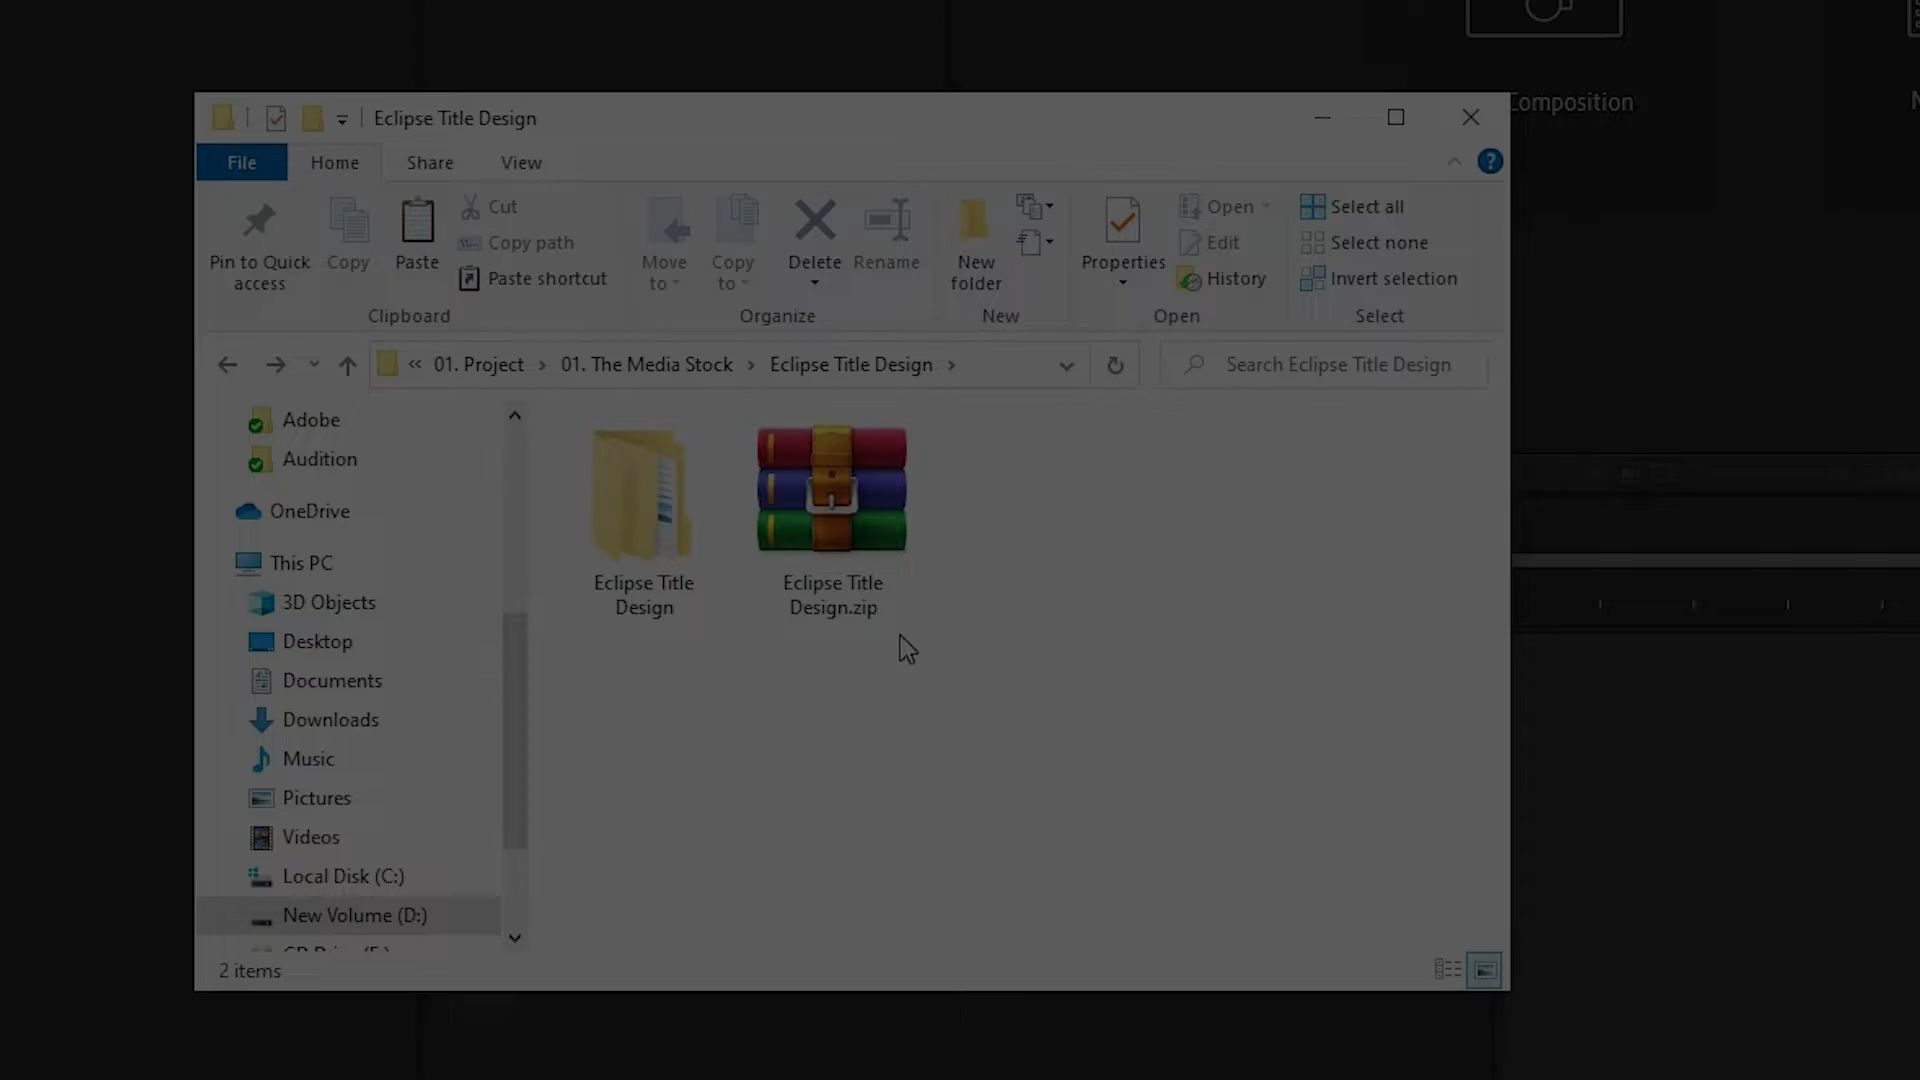 Composition
Eclipse Title Design
File
Home
Share
View
Pin to Quick
access
Copy
Paste
Cut
Copy path
Paste shortcut
Clipboard
Move
to
Copy
to
Delete
Rename
Organize
New
folder
New
Properties
Open
Edit
History
Open
Select all
Select none
Invert selection
Select
« 01. Project › 01. The Media Stock › Eclipse Title Design ›
Search Eclipse Title Design
Adobe
Audition
OneDrive
This PC
3D Objects
Desktop
Documents
Downloads
Music
Pictures
Videos
Local Disk (C:)
New Volume (D:)
Eclipse Title
Design
Eclipse Title
Design.zip
2 items